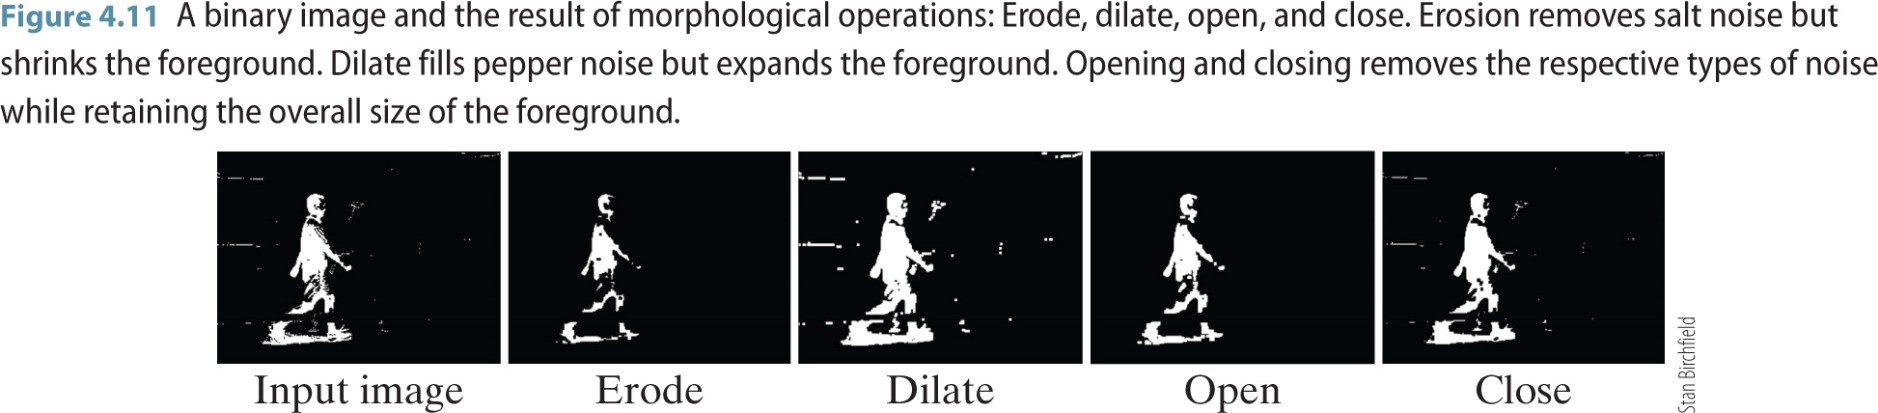 Figure 4.11 A binary image and the result of morphological operations: Erode, dilate, open, and close. Erosion removes salt noise but
shrinks the foreground. Dilate fills pepper noise but expands the foreground. Opening and closing removes the respective types of noise
while retaining the overall size of the foreground.
Input image
Erode
Dilate
Open
Close
Stan Birchfield